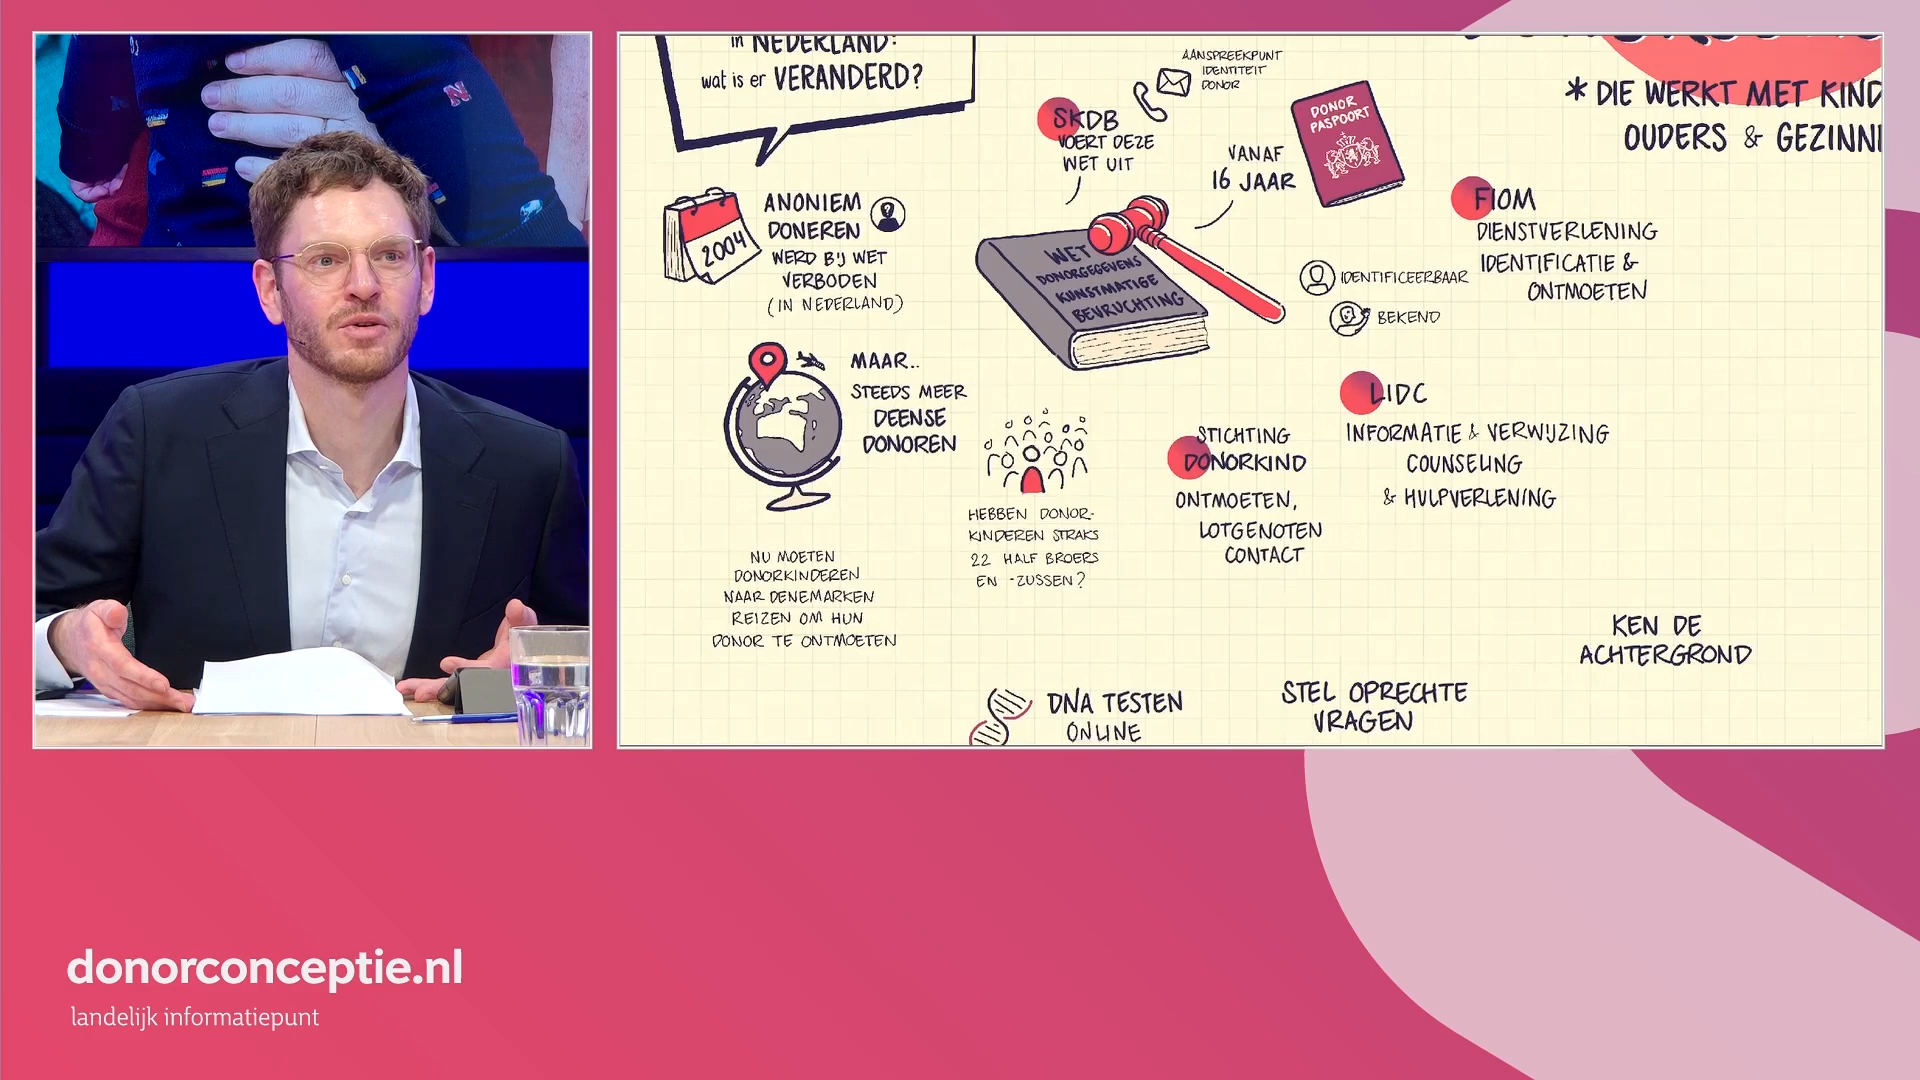 in NEDERLAND:
wat is er VERANDERD?
ANONIEM
DONEREN
WERD BIJ WET
VERBODEN
(IN NEDERLAND)
2004
MAAR...
STEEDS MEER
DEENSE
DONOREN
NU MOETEN
DONORKINDEREN
NAAR DENEMARKEN
REIZEN OM HUN
DONOR TE ONTMOETEN
AANSPREEKPUNT
IDENTITEIT
DONOR
SKDB
VOERT DEZE
WET UIT
VANAF
16 JAAR
DONOR
PASPOORT
WET
DONORGEGEVENS
KUNSTMATIGE
BEVRUCHTING
IDENTIFICEERBAAR
BEKEND
HEBBEN DONOR-
KINDEREN STRAKS
22 HALF BROERS
EN -ZUSSEN?
STICHTING
DONORKIND
ONTMOETEN,
LOTGENOTEN
CONTACT
* DIE WERKT MET KIND
OUDERS & GEZINN
FIOM
DIENSTVERLENING
IDENTIFICATIE &
ONTMOETEN
LIDC
INFORMATIE & VERWIJZING
COUNSELING
& HULPVERLENING
KEN DE
ACHTERGROND
DNA TESTEN
ONLINE
STEL OPRECHTE
VRAGEN
donorconceptie.nl
landelijk informatiepunt